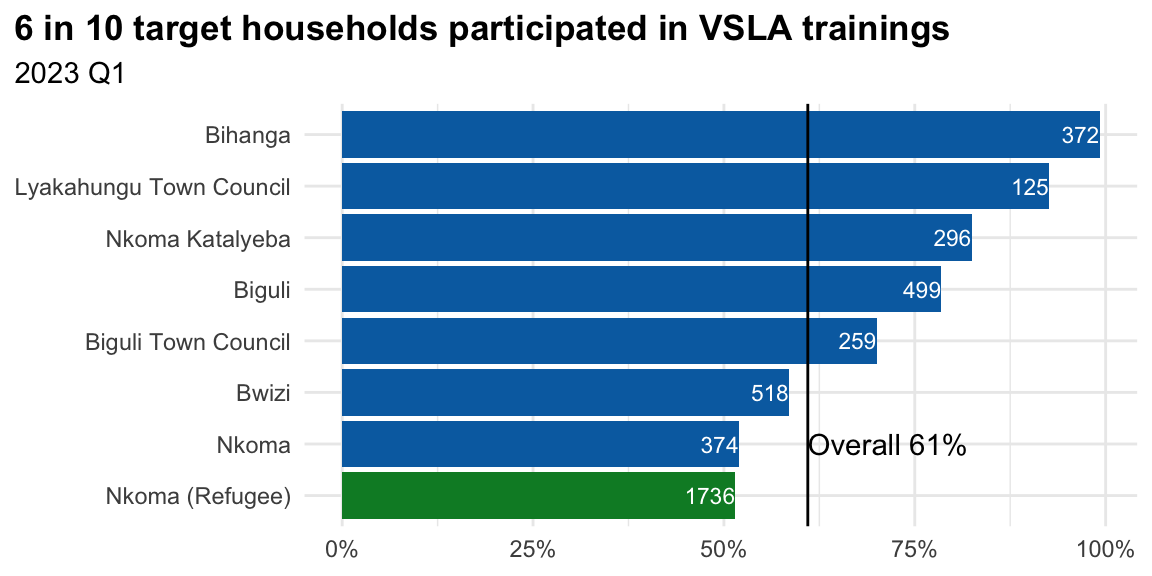 6 in 10 target households participated in VSLA trainings
2023 Q1
Bihanga 372
Lyakahungu Town Council 125
Nkoma Katalyeba 296
Biguli 499
Biguli Town Council 259
Bwizi 518
Nkoma 374 Overall 61%
Nkoma (Refugee) 1736
0% 25% 50% 75% 100%